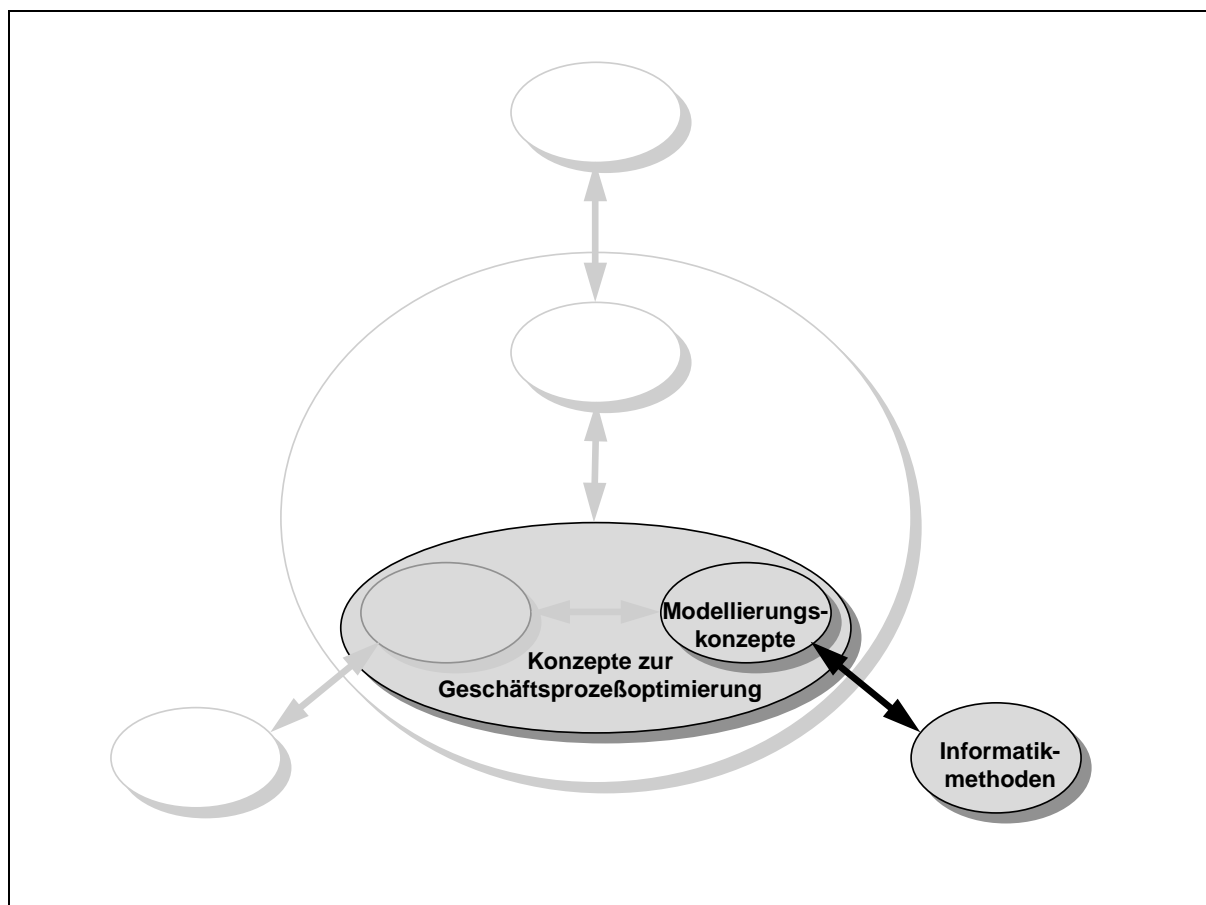 Modellierungs-
konzepte
Konzepte zur
Geschäftsprozeßoptimierung
Informatik-
methoden